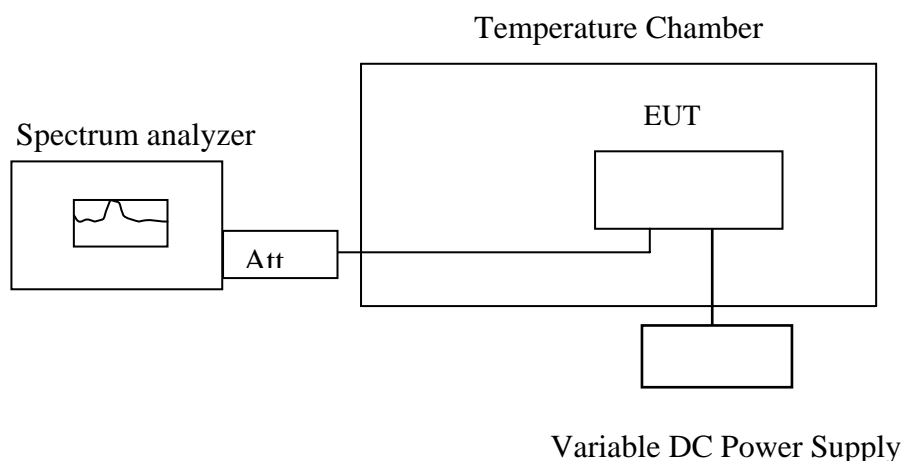 Temperature Chamber
EUT
Spectrum analyzer
Att
Variable DC Power Supply